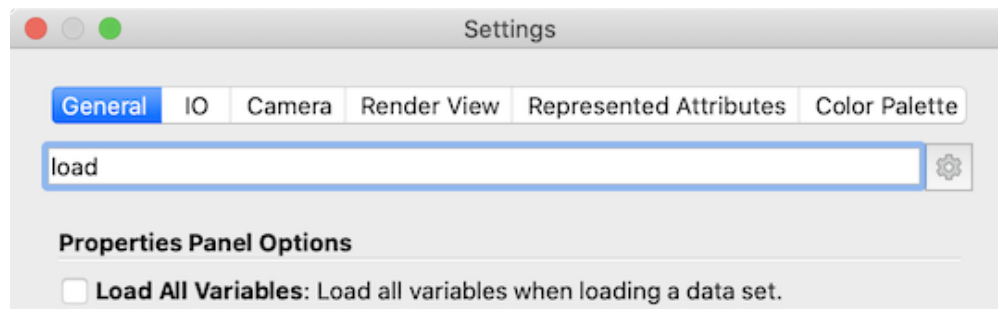 Settings
General IO Camera Render View Represented Attributes Color Palette
load
Properties Panel Options
Load All Variables: Load all variables when loading a data set.